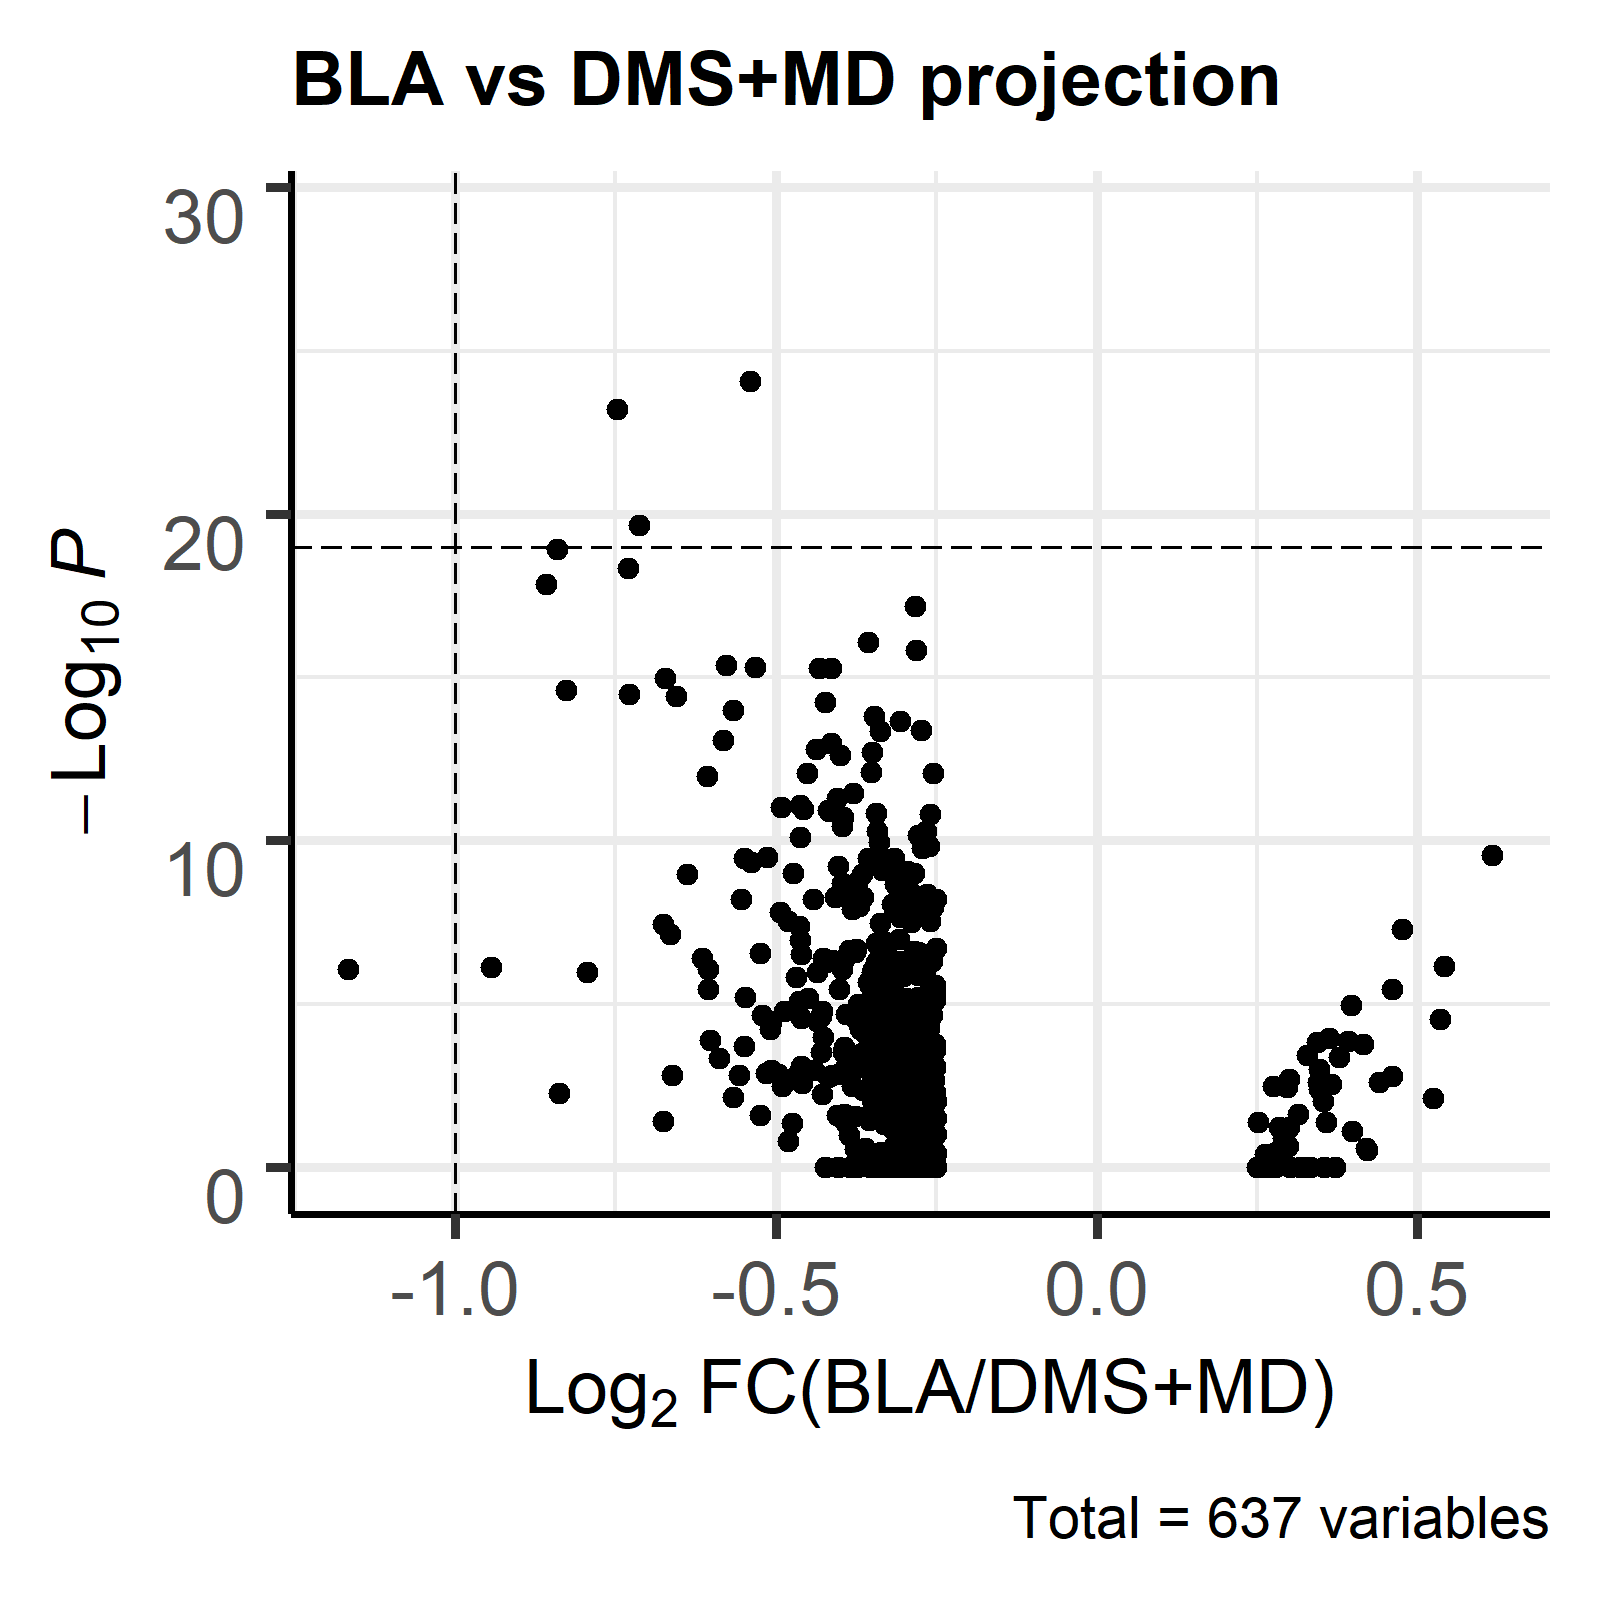 BLA vs DMS+MD projection
30
20
10
0
−Log₁₀ P
-1.0 -0.5 0.0 0.5
Log₂ FC(BLA/DMS+MD)
Total = 637 variables